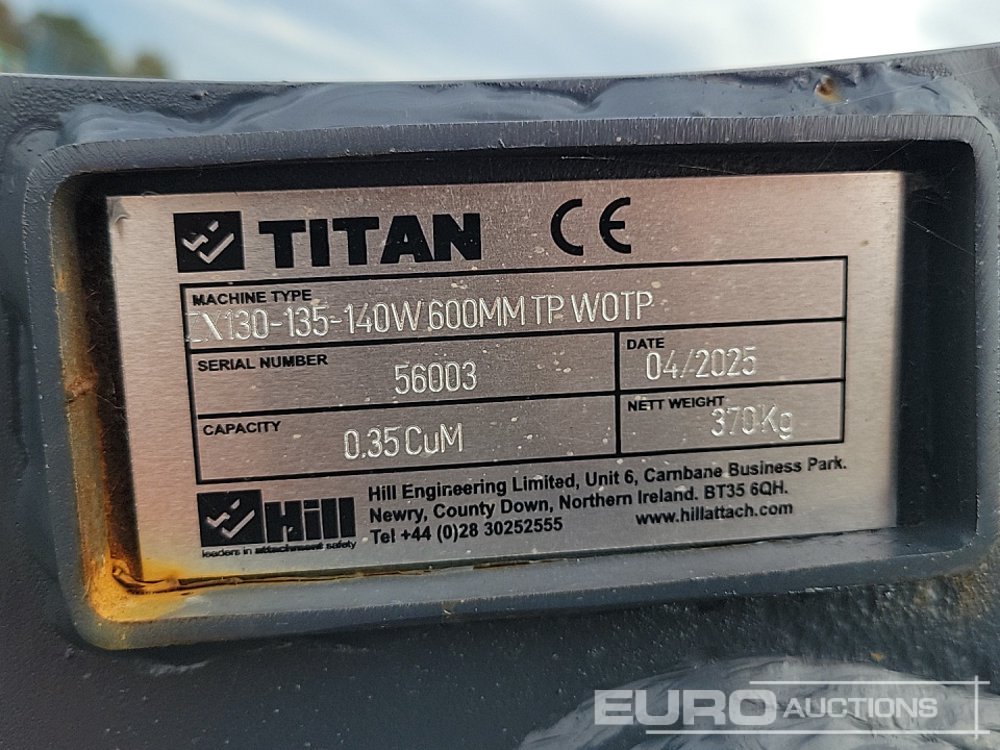 TITAN CE
MACHINE TYPE
ZX130-135-140W 600MM TP WOTP
SERIAL NUMBER
56003
DATE
04/2025
CAPACITY
0.35 CuM
NETT WEIGHT
370Kg
Hill
leaders in attachment safety
Hill Engineering Limited, Unit 6, Carnbane Business Park.
Newry, County Down, Northern Ireland. BT35 6QH.
Tel +44 (0)28 30252555
www.hillattach.com
EURO AUCTIONS